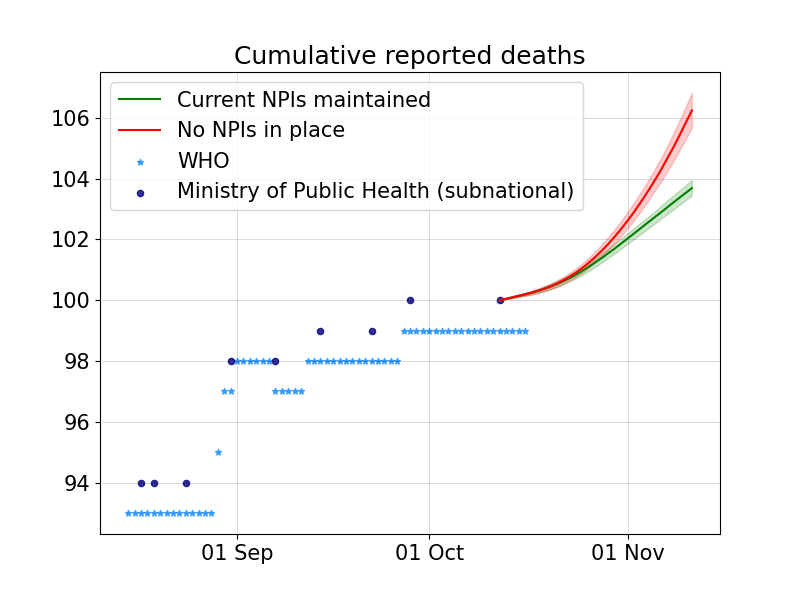 Cumulative reported deaths
Current NPIs maintained
No NPIs in place
WHO
Ministry of Public Health (subnational)
106
104
102
100
98
96
94
01 Sep
01 Oct
01 Nov